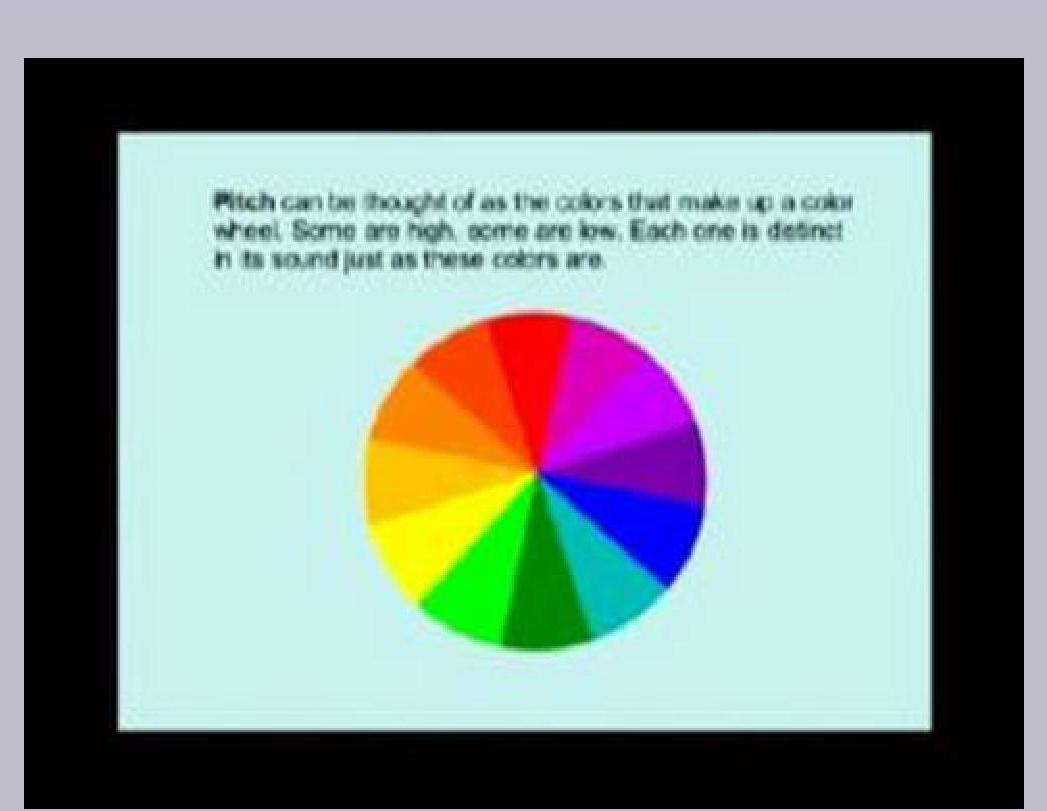 Pitch can be thought of as the colors that make up a color
wheel. Some are high, some are low. Each one is distinct
in its sound just as these colors are.